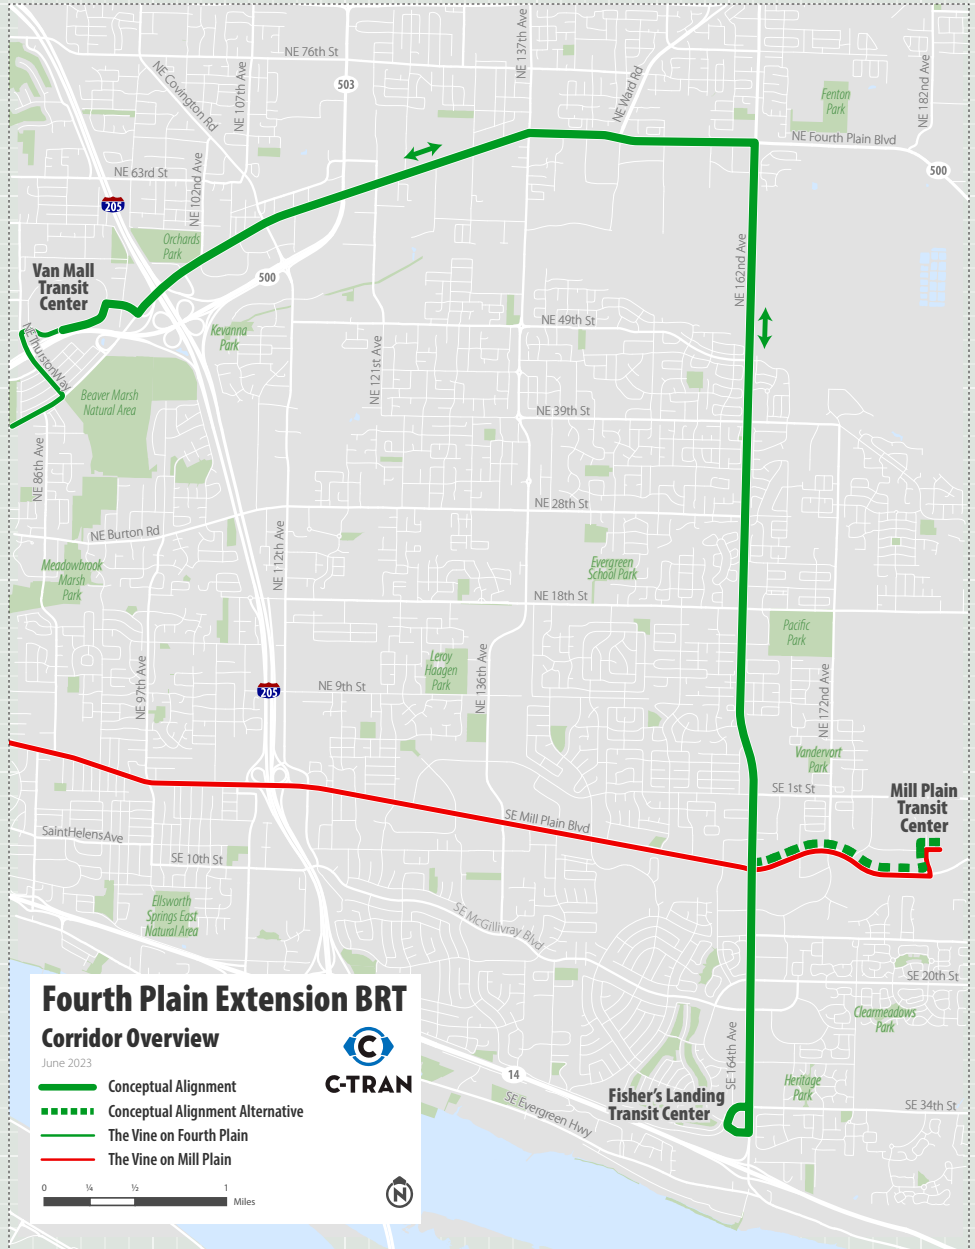 NE 76th St
NE 137th Ave
NE Ward Rd
NE 182nd Ave
503
NE Covington Rd
NE 107th Ave
Fenton
Park
NE Fourth Plain Blvd
500
NE 63rd St
NE 102nd Ave
205
Orchards
Park
500
NE 162nd Ave
Van Mall
Transit
Center
NE Thurston Way
Kevanna
Park
NE 49th St
NE 121st Ave
Beaver Marsh
Natural Area
NE 39th St
NE 86th Ave
NE 28th St
NE Burton Rd
NE 112th Ave
Meadowbrook
Marsh
Park
Evergreen
School Park
NE 18th St
Pacific
Park
Leroy
Haagen
Park
NE 136th Ave
NE 97th Ave
205
NE 9th St
NE 172nd Ave
Vandervort
Park
SE 1st St
Mill Plain
Transit
Center
SE Mill Plain Blvd
SaintHelensAve
SE 10th St
Ellsworth
Springs East
Natural Area
SE McGillivray Blvd
SE 20th St
Clearmeadows
Park
SE 164th Ave
14
Heritage
Park
Fisher's Landing
Transit Center
SE 34th St
SE Evergreen Hwy
Fourth Plain Extension BRT
Corridor Overview
June 2023
C
C-TRAN
Conceptual Alignment
Conceptual Alignment Alternative
The Vine on Fourth Plain
The Vine on Mill Plain
0 ¼ ½ 1
Miles
N